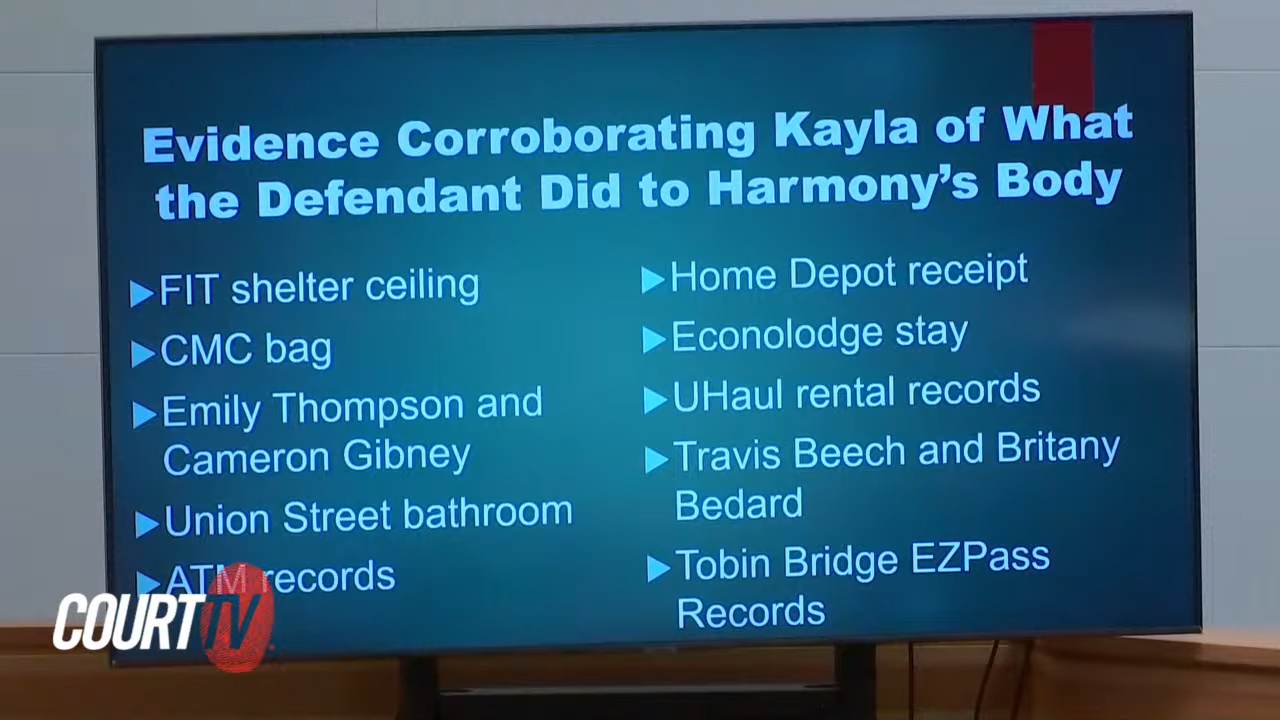 Evidence Corroborating Kayla of What
the Defendant Did to Harmony's Body
FIT shelter ceiling
CMC bag
Emily Thompson and
Cameron Gibney
Union Street bathroom
ATM records
Home Depot receipt
Econolodge stay
UHaul rental records
Travis Beech and Britany
Bedard
Tobin Bridge EZPass
Records
COURT TV